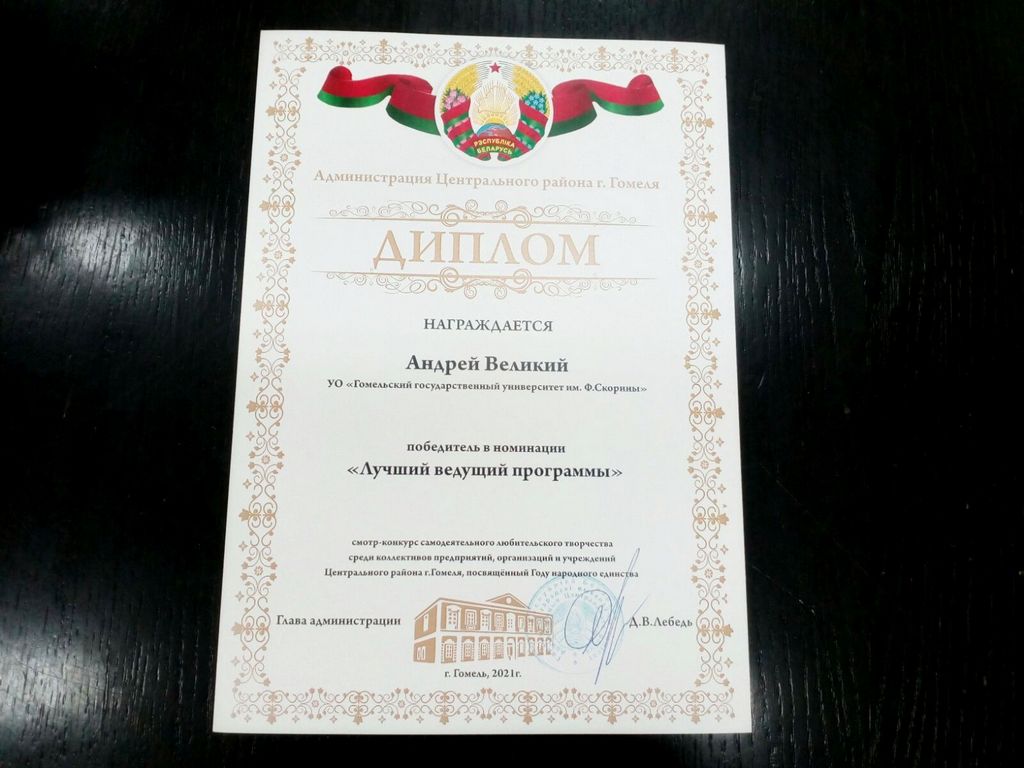 РЭСПУБЛІКА
БЕЛАРУСЬ
Администрация Центрального района г. Гомеля
ДИПЛОМ
НАГРАЖДАЕТСЯ
Андрей Великий
УО «Гомельский государственный университет им. Ф.Скорины»
победитель в номинации
«Лучший ведущий программы»
смотр-конкурс самодеятельного любительского творчества
среди коллективов предприятий, организаций и учреждений
Центрального района г.Гомеля, посвящённый Году народного единства
Глава администрации Д.В.Лебедь
г. Гомель, 2021г.